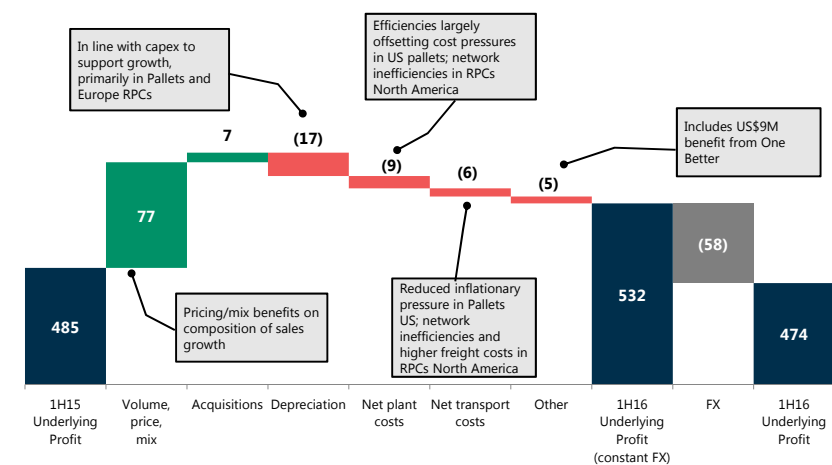 Efficiencies largely
offsetting cost pressures
in US pallets; network
inefficiencies in RPCs
North America
In line with capex to
support growth,
primarily in Pallets and
Europe RPCs
Includes US$9M
benefit from One
Better
7
(17)
(9)
(6)
(5)
77
(58)
532
485
474
Pricing/mix benefits on
composition of sales
growth
Reduced inflationary
pressure in Pallets
US; network
inefficiencies and
higher freight costs in
RPCs North America
1H15
Underlying
Profit
Volume,
price,
mix
Acquisitions
Depreciation
Net plant
costs
Net transport
costs
Other
1H16
Underlying
Profit
(constant FX)
FX
1H16
Underlying
Profit